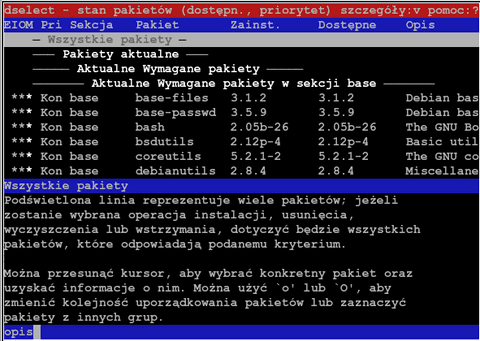 dselect - stan pakietów (dostępn., priorytet) szczegóły:v pomoc:?
EIOM Pri Sekcja Pakiet Zainst. Dostępne Opis
— Wszystkie pakiety —
—— Pakiety aktualne ——
——— Aktualne Wymagane pakiety ———
———— Aktualne Wymagane pakiety w sekcji base ————
*** Kon base base-files 3.1.2 3.1.2 Debian bas
*** Kon base base-passwd 3.5.9 3.5.9 Debian bas
*** Kon base bash 2.05b-26 2.05b-26 The GNU Bo
*** Kon base bsdutils 2.12p-4 2.12p-4 Basic util
*** Kon base coreutils 5.2.1-2 5.2.1-2 The GNU co
*** Kon base debianutils 2.8.4 2.8.4 Miscellane
Wszystkie pakiety
Podświetlona linia reprezentuje wiele pakietów; jeżeli
zostanie wybrana operacja instalacji, usunięcia,
wyczyszczenia lub wstrzymania, dotyczyć będzie wszystkich
pakietów, które odpowiadają podanemu kryterium.
Można przesunąć kursor, aby wybrać konkretny pakiet oraz
uzyskać informacje o nim. Można użyć `o' lub `O', aby
zmienić kolejność uporządkowania pakietów lub zaznaczyć
pakiety z innych grup.
opis